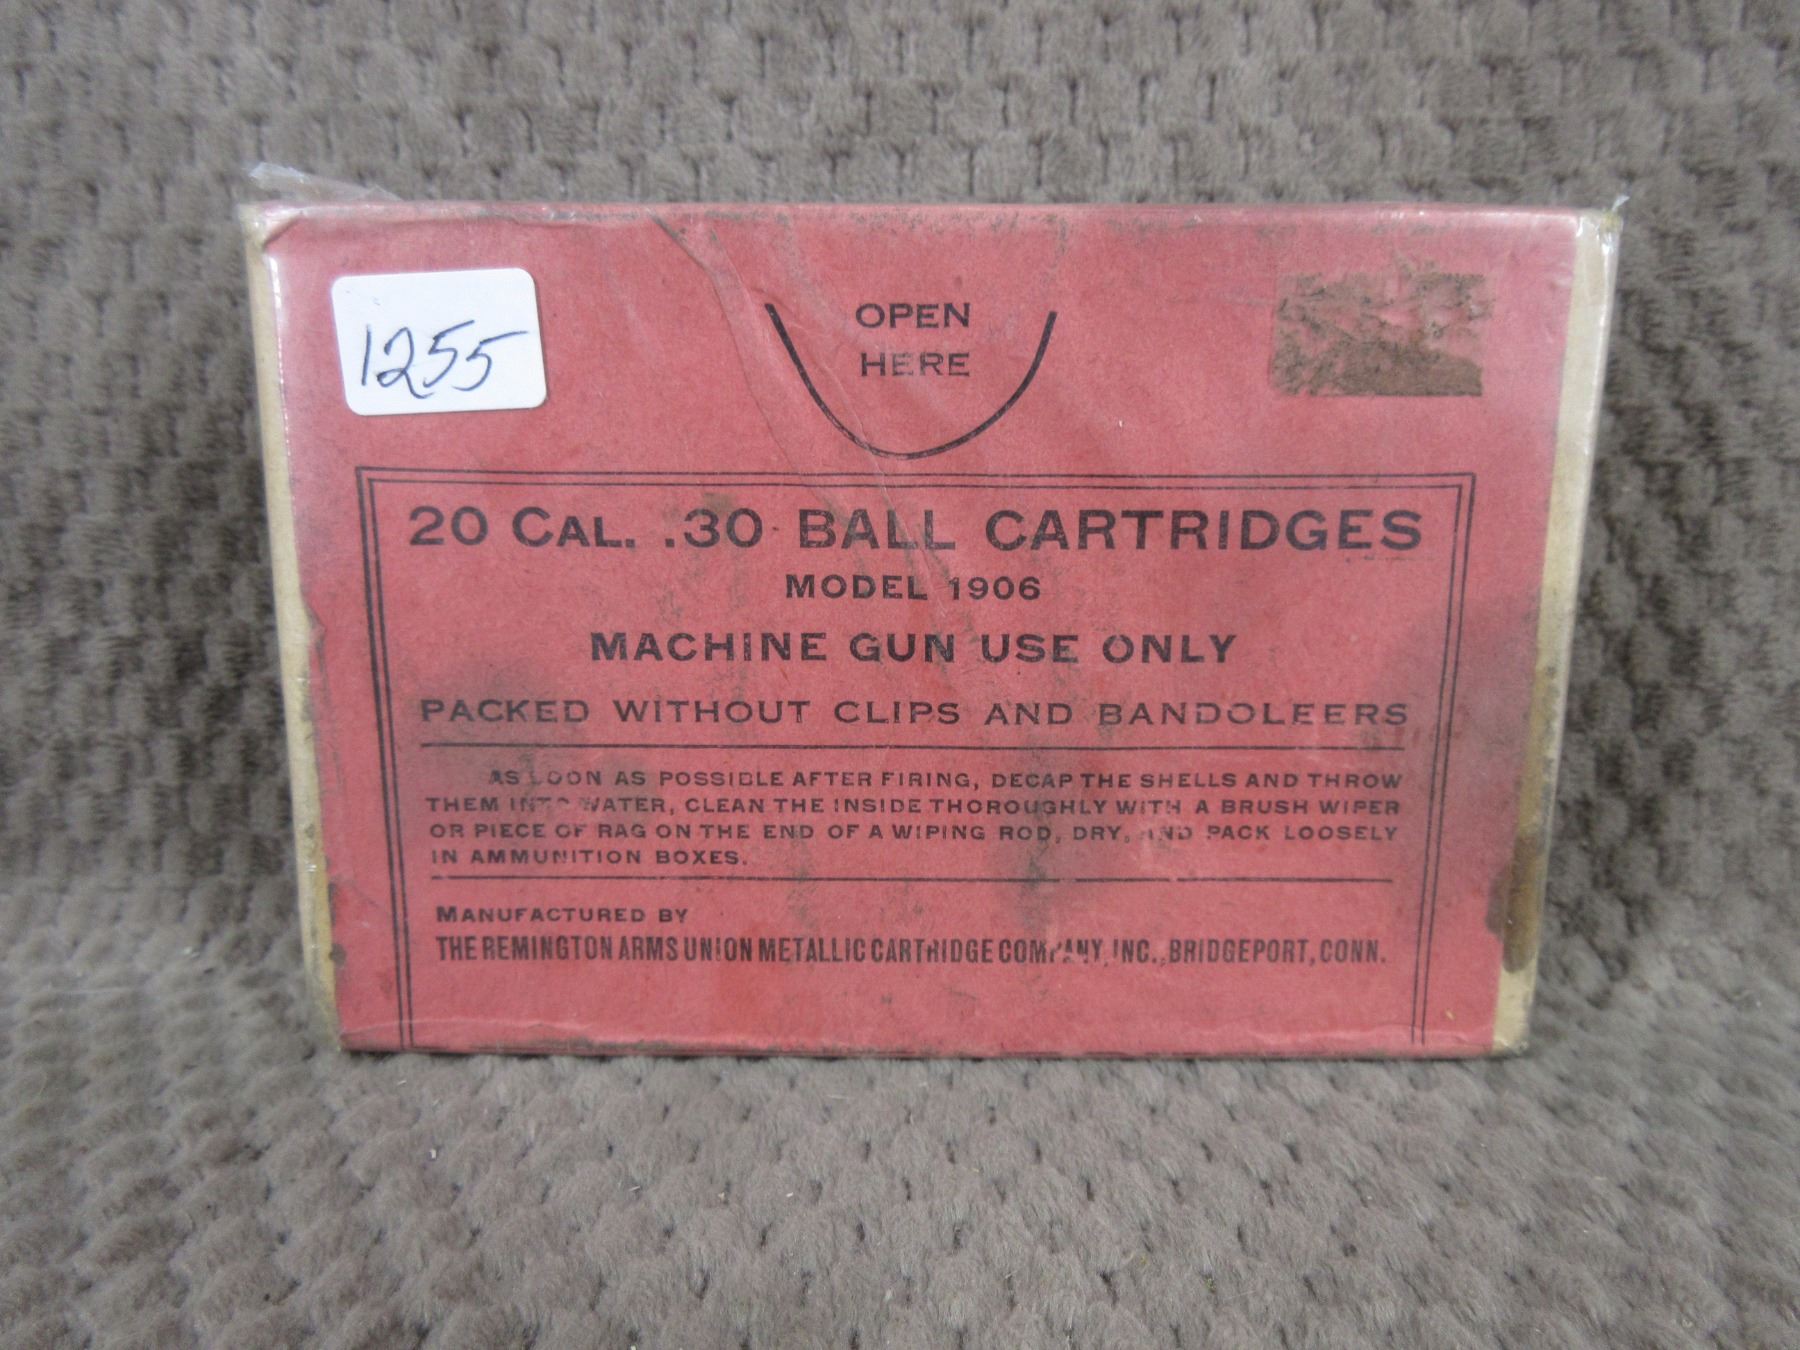 1255
OPEN
HERE
20 CAL. .30 BALL CARTRIDGES
MODEL 1906
MACHINE GUN USE ONLY
PACKED WITHOUT CLIPS AND BANDOLEERS
AS SOON AS POSSIBLE AFTER FIRING, DECAP THE SHELLS AND THROW
THEM INTO WATER, CLEAN THE INSIDE THOROUGHLY WITH A BRUSH WIPER
OR PIECE OF RAG ON THE END OF A WIPING ROD, DRY, AND PACK LOOSELY
IN AMMUNITION BOXES.
MANUFACTURED BY
THE REMINGTON ARMS UNION METALLIC CARTRIDGE COMPANY, INC., BRIDGEPORT, CONN.